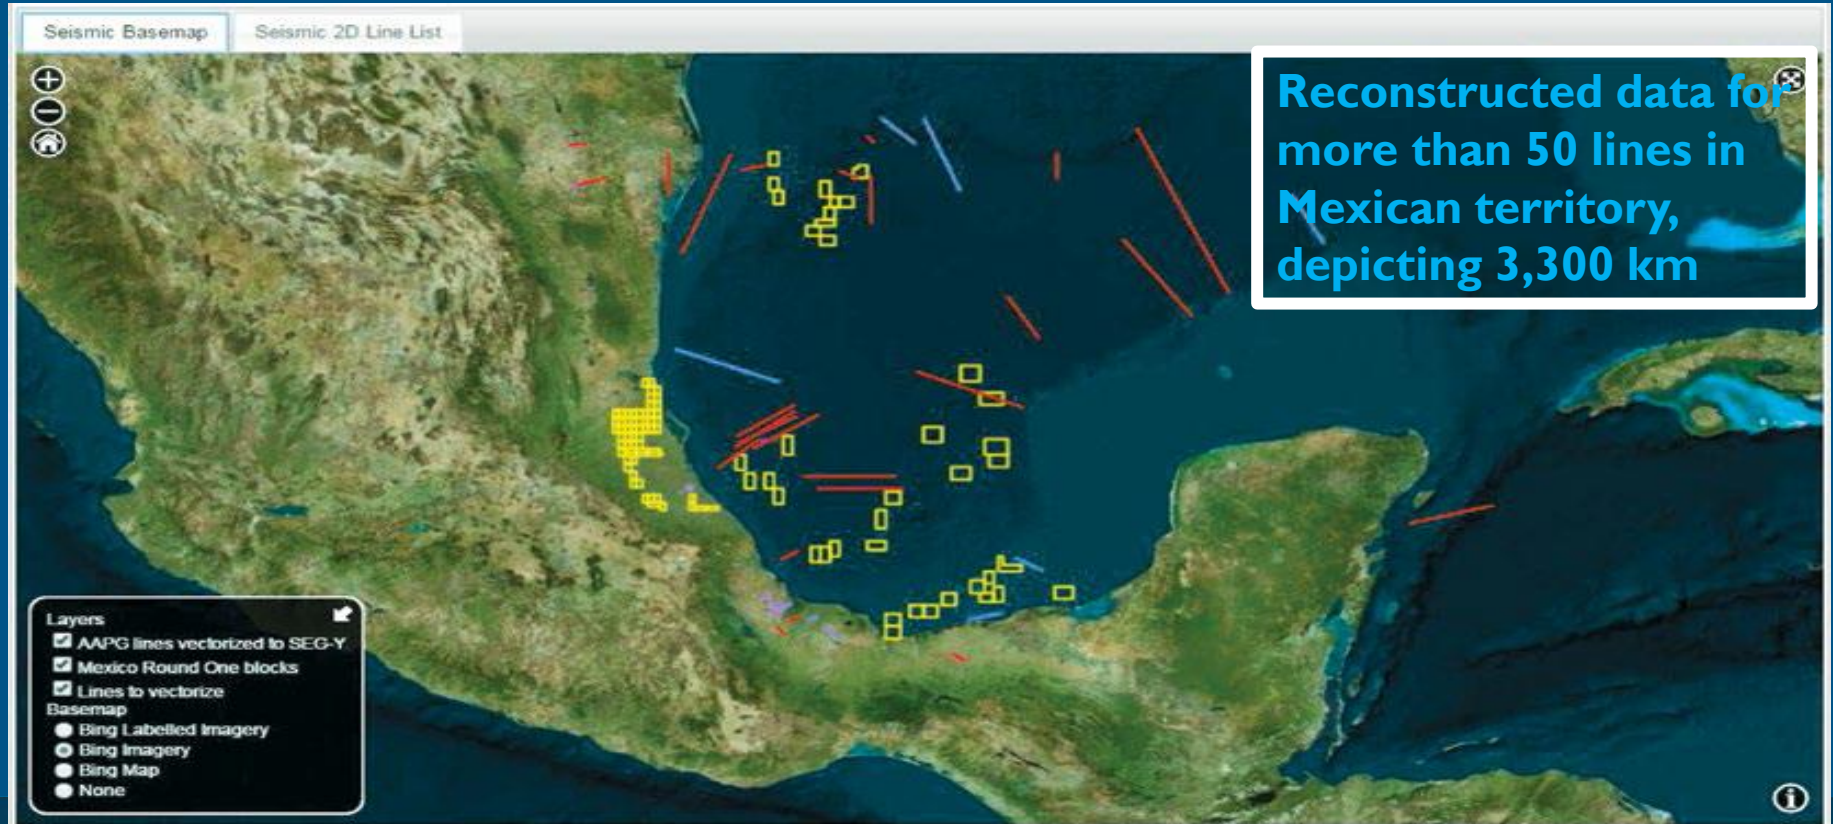 Seismic Basemap
Seismic 2D Line List
Reconstructed data for
more than 50 lines in
Mexican territory,
depicting 3,300 km
Layers
AAPG lines vectorized to SEG-Y
Mexico Round One blocks
Lines to vectorize
Basemap
Bing Labelled Imagery
Bing Imagery
Bing Map
None